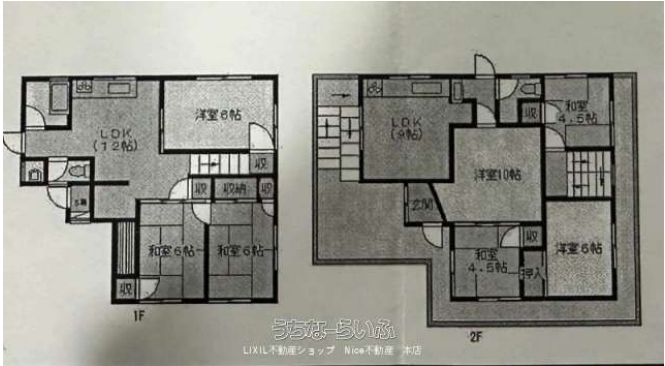 LDK
(12帖)
洋室6帖
収
収
収納
収
和室6帖
和室6帖
収
1F
LDK
(9帖)
収
和室
4.5帖
洋室10帖
玄関
和室
4.5帖
収
押入
洋室6帖
2F
うちなーらいふ
LIXIL不動産ショップ Nice不動産 本店